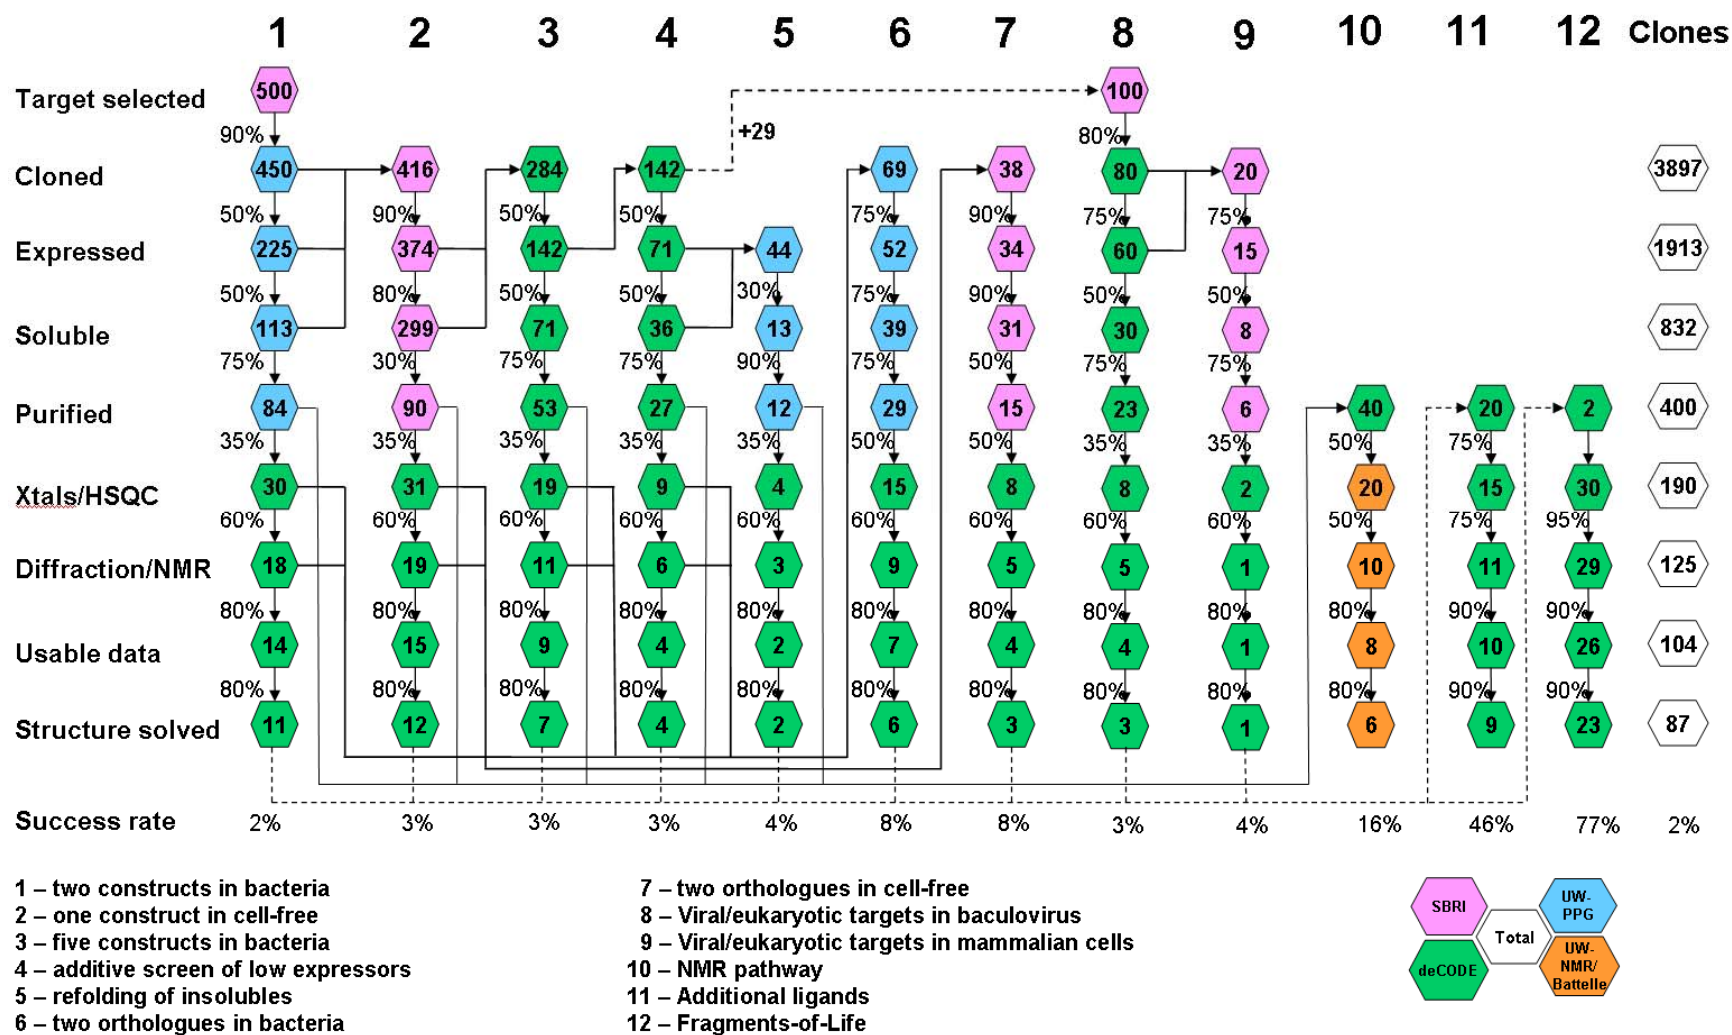 1 2 3 4 5 6 7 8 9 10 11 12 Clones
Target selected 500 100
90% +29 80%
Cloned 450 416 284 142 69 38 80 20 3897
50% 90% 50% 50% 75% 90% 75% 75%
Expressed 225 374 142 71 44 52 34 60 15 1913
50% 80% 50% 50% 30% 75% 90% 50% 50%
Soluble 113 299 71 36 13 39 31 30 8 832
75% 30% 75% 75% 90% 75% 50% 75% 75%
Purified 84 90 53 27 12 29 15 23 6 40 20 2 400
35% 35% 35% 35% 35% 50% 50% 35% 35% 50% 75%
Xtals/HSQC 30 31 19 9 4 15 8 8 2 20 15 30 190
60% 60% 60% 60% 60% 60% 60% 60% 60% 50% 75% 95%
Diffraction/NMR 18 19 11 6 3 9 5 5 1 10 11 29 125
80% 80% 80% 80% 80% 80% 80% 80% 80% 80% 90% 90%
Usable data 14 15 9 4 2 7 4 4 1 8 10 26 104
80% 80% 80% 80% 80% 80% 80% 80% 80% 80% 90% 90%
Structure solved 11 12 7 4 2 6 3 3 1 6 9 23 87
Success rate 2% 3% 3% 3% 4% 8% 8% 3% 4% 16% 46% 77% 2%
1 – two constructs in bacteria
2 – one construct in cell-free
3 – five constructs in bacteria
4 – additive screen of low expressors
5 – refolding of insolubles
6 – two orthologues in bacteria
7 – two orthologues in cell-free
8 – Viral/eukaryotic targets in baculovirus
9 – Viral/eukaryotic targets in mammalian cells
10 – NMR pathway
11 – Additional ligands
12 – Fragments-of-Life
SBRI
UW-
PPG
Total
deCODE
UW-
NMR/
Battelle